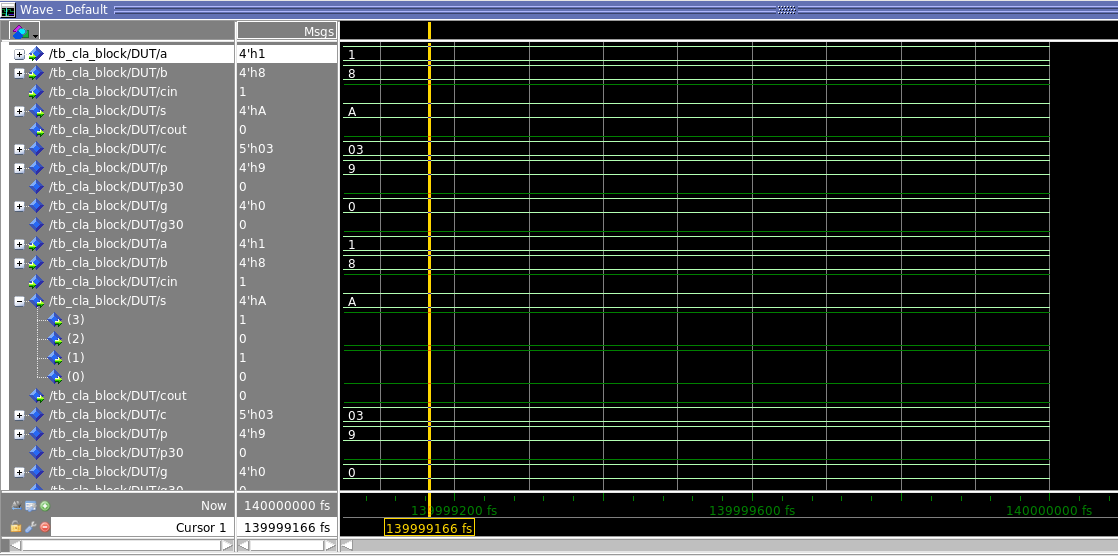 Wave - Default
Msgs
/tb_cla_block/DUT/a 4'h1 1
/tb_cla_block/DUT/b 4'h8 8
/tb_cla_block/DUT/cin 1
/tb_cla_block/DUT/s 4'hA A
/tb_cla_block/DUT/cout 0
/tb_cla_block/DUT/c 5'h03 03
/tb_cla_block/DUT/p 4'h9 9
/tb_cla_block/DUT/p30 0
/tb_cla_block/DUT/g 4'h0 0
/tb_cla_block/DUT/g30 0
/tb_cla_block/DUT/a 4'h1 1
/tb_cla_block/DUT/b 4'h8 8
/tb_cla_block/DUT/cin 1
/tb_cla_block/DUT/s 4'hA A
(3) 1
(2) 0
(1) 1
(0) 0
/tb_cla_block/DUT/cout 0
/tb_cla_block/DUT/c 5'h03 03
/tb_cla_block/DUT/p 4'h9 9
/tb_cla_block/DUT/p30 0
/tb_cla_block/DUT/g 4'h0 0
Now 140000000 fs 139999200 fs 139999600 fs 140000000 fs
Cursor 1 139999166 fs 139999166 fs